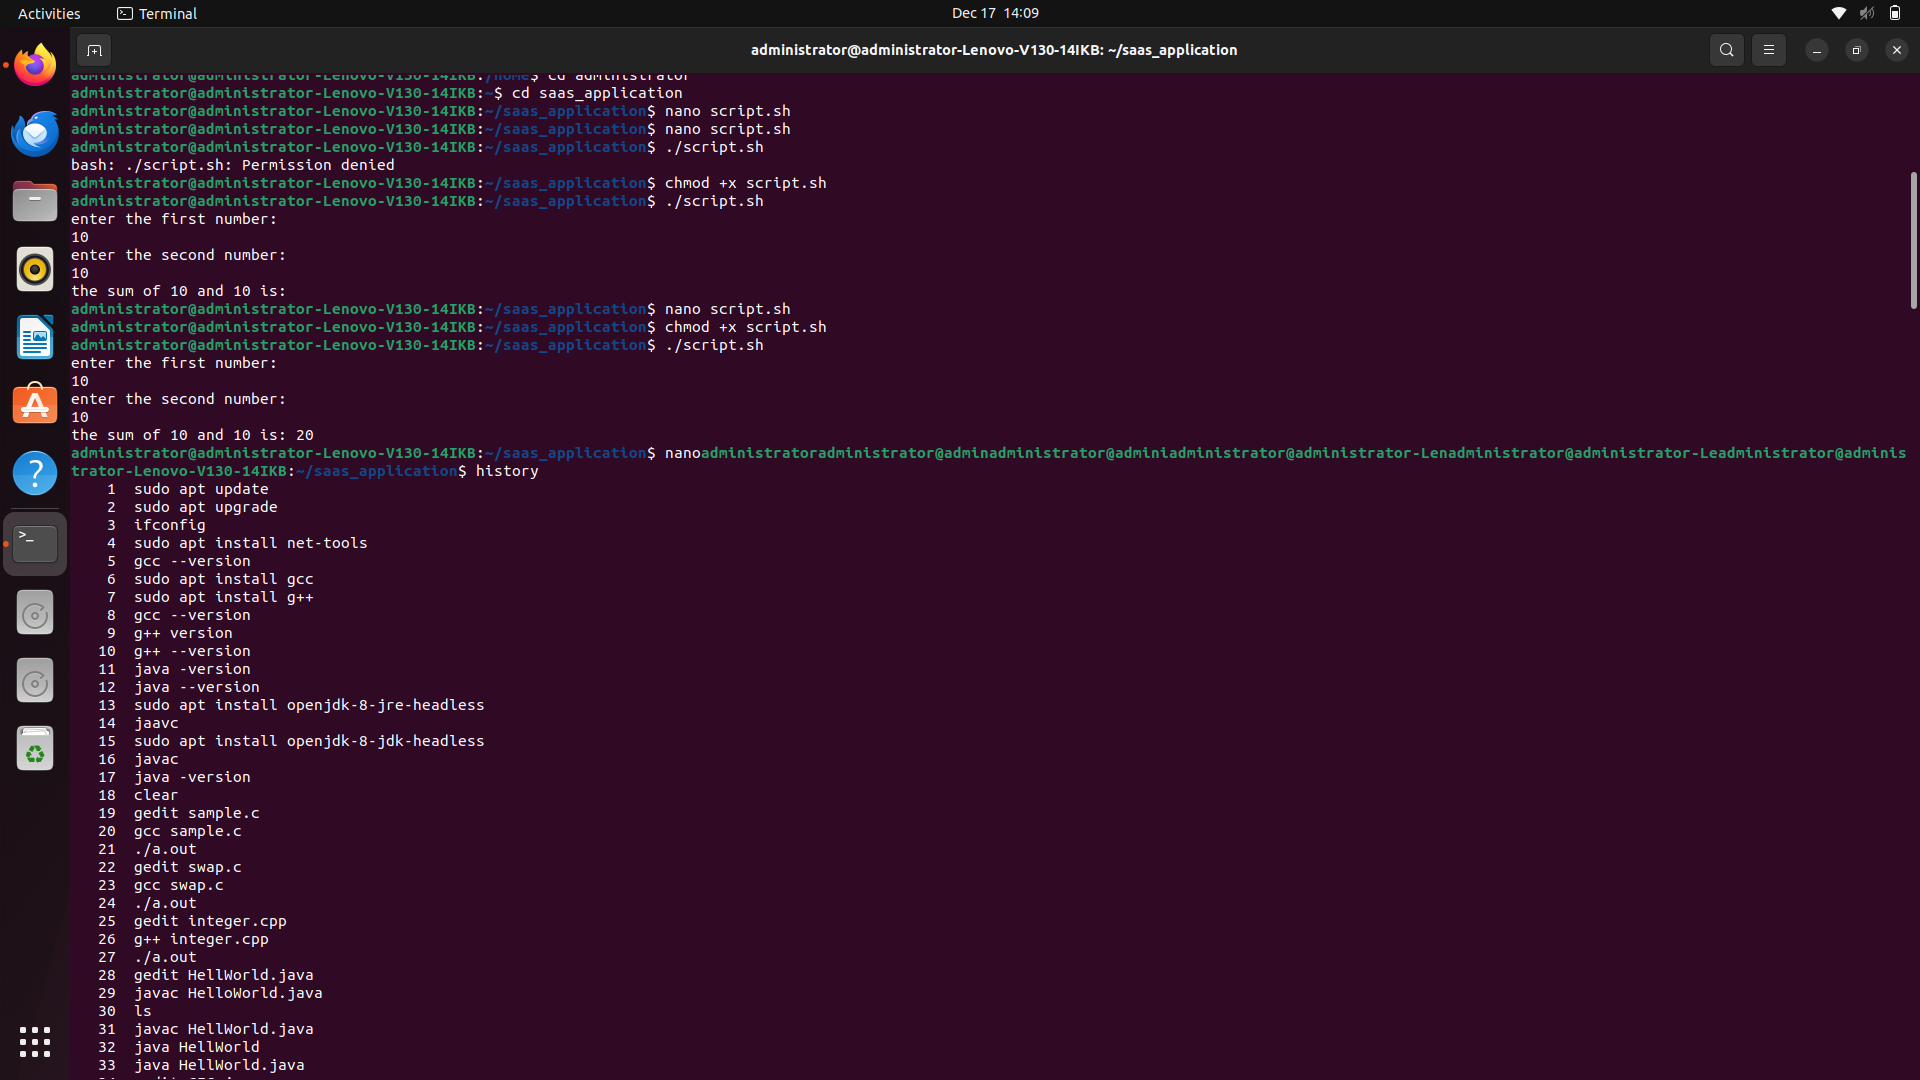 Activities
Terminal
Dec 17 14:09
administrator@administrator-Lenovo-V130-14IKB: ~/saas_application
administrator@administrator-Lenovo-V130-14IKB:/home$ cd administrator
administrator@administrator-Lenovo-V130-14IKB:~$ cd saas_application
administrator@administrator-Lenovo-V130-14IKB:~/saas_application$ nano script.sh
administrator@administrator-Lenovo-V130-14IKB:~/saas_application$ nano script.sh
administrator@administrator-Lenovo-V130-14IKB:~/saas_application$ ./script.sh
bash: ./script.sh: Permission denied
administrator@administrator-Lenovo-V130-14IKB:~/saas_application$ chmod +x script.sh
administrator@administrator-Lenovo-V130-14IKB:~/saas_application$ ./script.sh
enter the first number:
10
enter the second number:
10
the sum of 10 and 10 is:
administrator@administrator-Lenovo-V130-14IKB:~/saas_application$ nano script.sh
administrator@administrator-Lenovo-V130-14IKB:~/saas_application$ chmod +x script.sh
administrator@administrator-Lenovo-V130-14IKB:~/saas_application$ ./script.sh
enter the first number:
10
enter the second number:
10
the sum of 10 and 10 is: 20
administrator@administrator-Lenovo-V130-14IKB:~/saas_application$ nanoadministratoradministrator@adminadministrator@adminiadministrator@administrator-Lenadministrator@administrator-Leadministrator@adminis
trator-Lenovo-V130-14IKB:~/saas_application$ history
1 sudo apt update
2 sudo apt upgrade
3 ifconfig
4 sudo apt install net-tools
5 gcc --version
6 sudo apt install gcc
7 sudo apt install g++
8 gcc --version
9 g++ version
10 g++ --version
11 java -version
12 java --version
13 sudo apt install openjdk-8-jre-headless
14 jaavc
15 sudo apt install openjdk-8-jdk-headless
16 javac
17 java -version
18 clear
19 gedit sample.c
20 gcc sample.c
21 ./a.out
22 gedit swap.c
23 gcc swap.c
24 ./a.out
25 gedit integer.cpp
26 g++ integer.cpp
27 ./a.out
28 gedit HellWorld.java
29 javac HelloWorld.java
30 ls
31 javac HellWorld.java
32 java HellWorld
33 java HellWorld.java